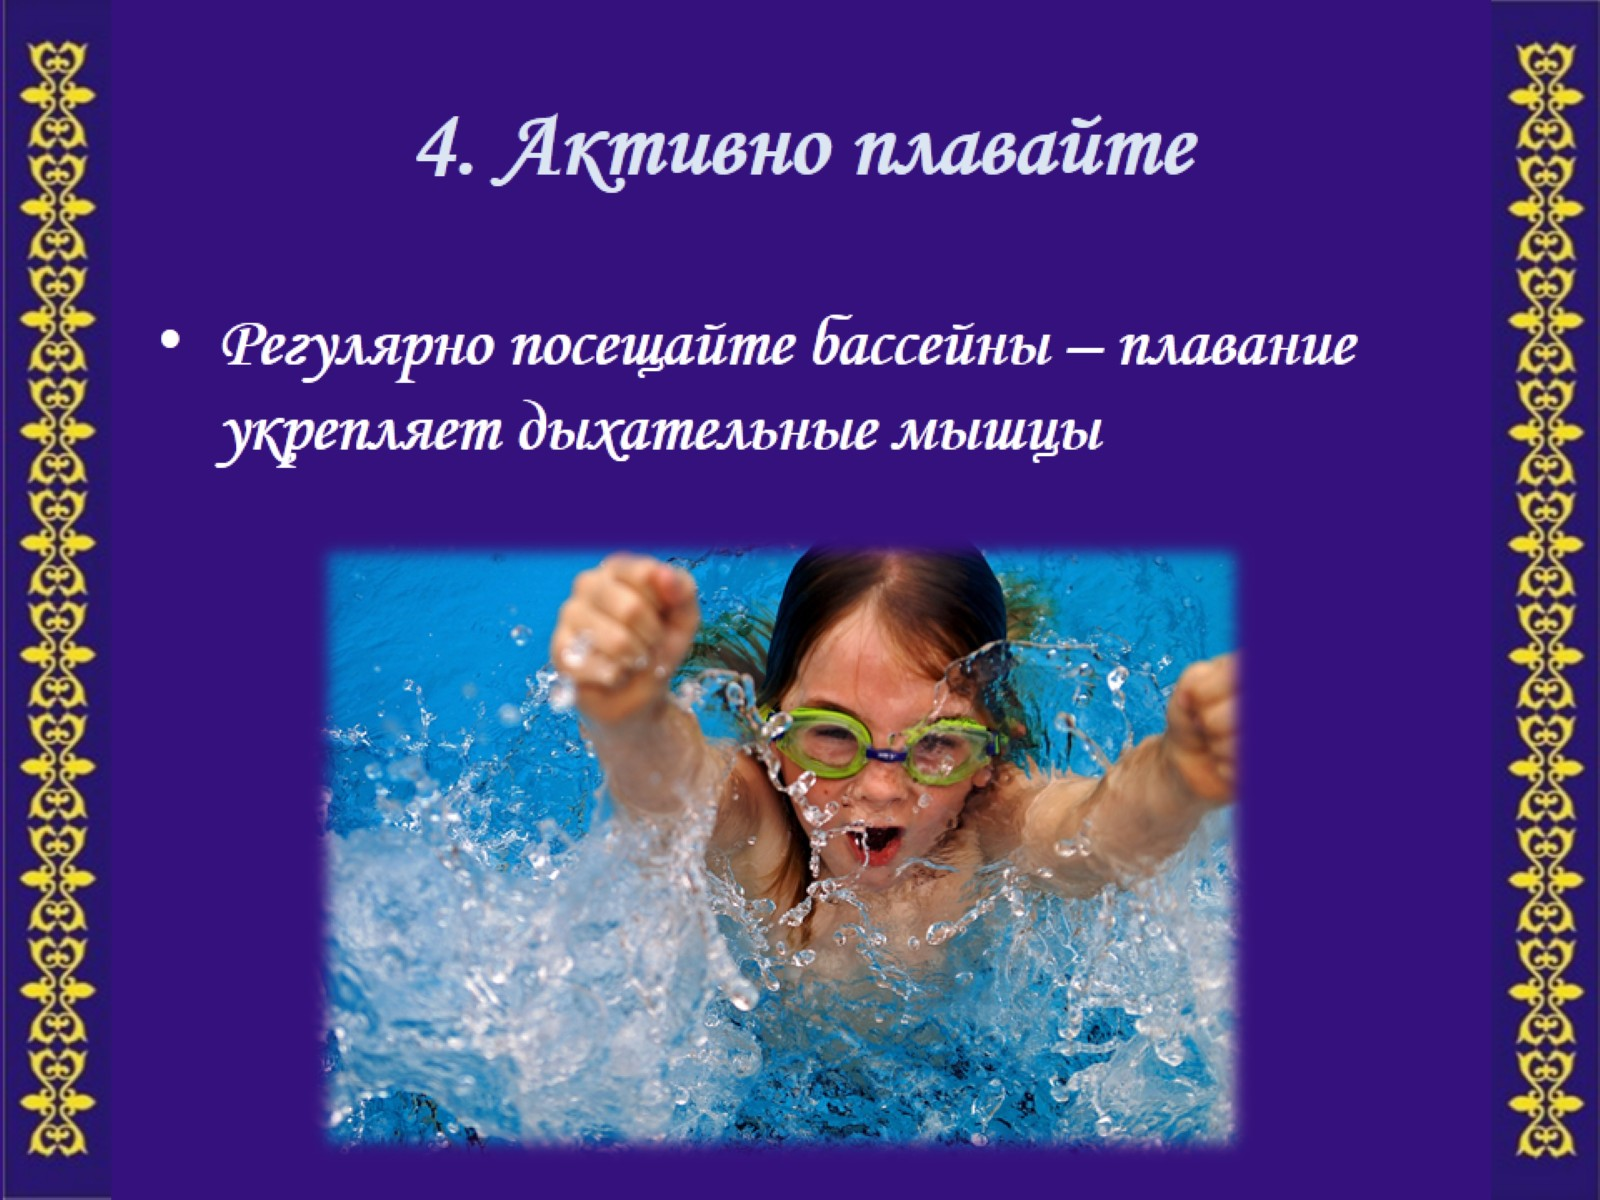 4. Активно плавайте
• Регулярно посещайте бассейны – плавание
укрепляет дыхательные мышцы